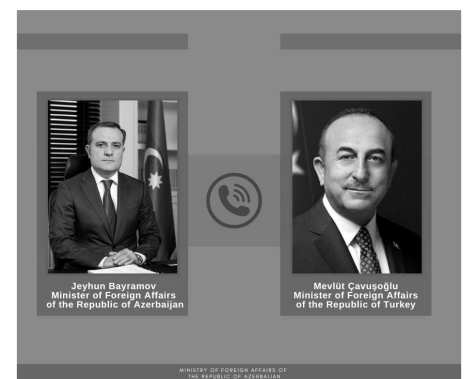 Jeyhun Bayramov
Minister of Foreign Affairs
of the Republic of Azerbaijan
Mevlüt Çavuşoğlu
Minister of Foreign Affairs
of the Republic of Turkey
MINISTRY OF FOREIGN AFFAIRS OF
THE REPUBLIC OF AZERBAIJAN